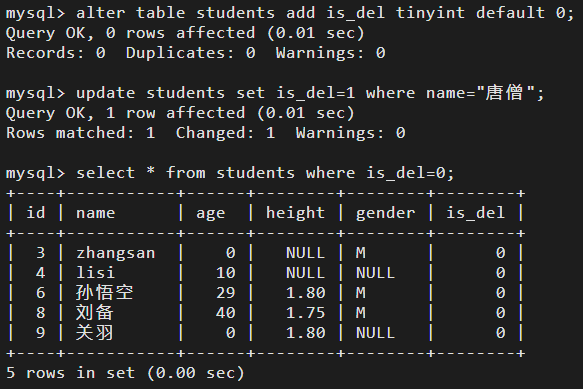 mysql> alter table students add is_del tinyint default 0;
Query OK, 0 rows affected (0.01 sec)
Records: 0  Duplicates: 0  Warnings: 0

mysql> update students set is_del=1 where name="唐僧";
Query OK, 1 row affected (0.01 sec)
Rows matched: 1  Changed: 1  Warnings: 0

mysql> select * from students where is_del=0;
+----+-----------+------+--------+--------+--------+
| id | name      | age  | height | gender | is_del |
+----+-----------+------+--------+--------+--------+
|  3 | zhangsan  |    0 |   NULL | M      |      0 |
|  4 | lisi      |   10 |   NULL | NULL   |      0 |
|  6 | 孙悟空    |   29 |   1.80 | M      |      0 |
|  8 | 刘备      |   40 |   1.75 | M      |      0 |
|  9 | 关羽      |    0 |   1.80 | NULL   |      0 |
+----+-----------+------+--------+--------+--------+
5 rows in set (0.00 sec)